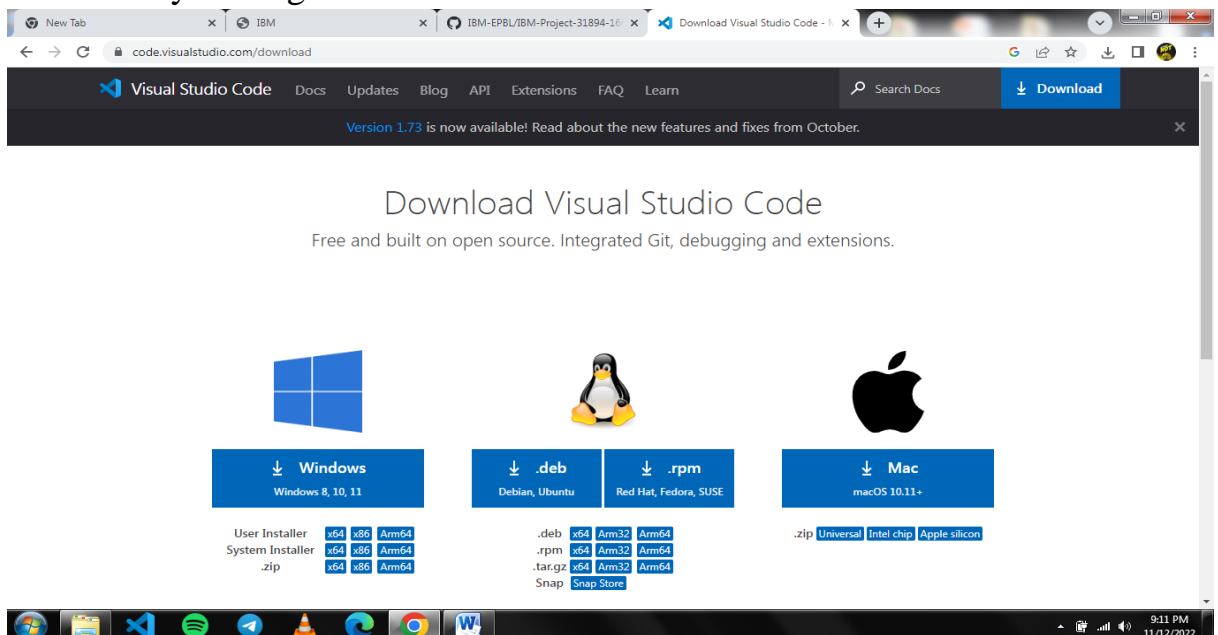 New Tab
IBM
IBM-EPBL/IBM-Project-31894-16
Download Visual Studio Code -
code.visualstudio.com/download
Visual Studio Code Docs Updates Blog API Extensions FAQ Learn Search Docs Download
Version 1.73 is now available! Read about the new features and fixes from October.
Download Visual Studio Code
Free and built on open source. Integrated Git, debugging and extensions.
Windows
Windows 8, 10, 11
.deb
Debian, Ubuntu
.rpm
Red Hat, Fedora, SUSE
Mac
macOS 10.11+
User Installer x64 x86 Arm64
System Installer x64 x86 Arm64
.zip x64 x86 Arm64
.deb x64 Arm32 Arm64
.rpm x64 Arm32 Arm64
.tar.gz x64 Arm32 Arm64
Snap Snap Store
.zip Universal Intel chip Apple silicon
9:11 PM
11/12/2022